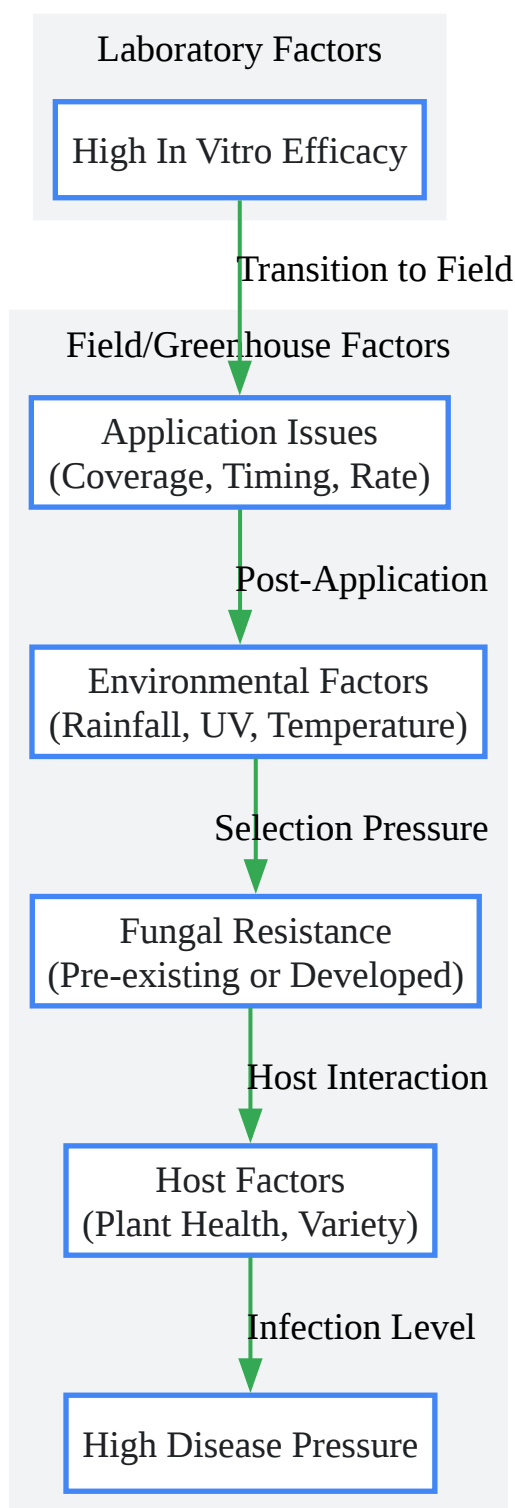 Laboratory Factors
High In Vitro Efficacy
Transition to Field
Field/Greenhouse Factors
Application Issues
(Coverage, Timing, Rate)
Post-Application
Environmental Factors
(Rainfall, UV, Temperature)
Selection Pressure
Fungal Resistance
(Pre-existing or Developed)
Host Interaction
Host Factors
(Plant Health, Variety)
Infection Level
High Disease Pressure